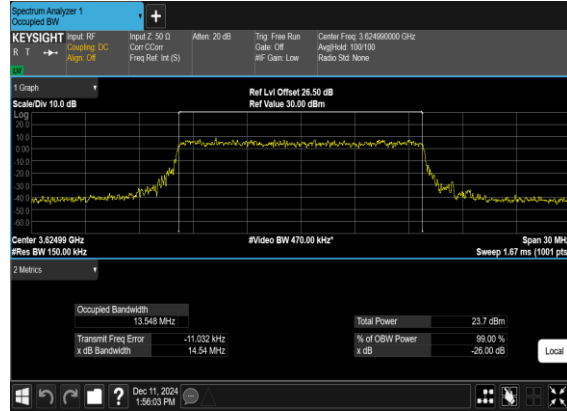 Spectrum Analyzer 1
Occupied BW
+
KEYSIGHT
R T
LW
Input: RF
Coupling: DC
Align: Off
Input Z: 50 Ω
Corr CCorr
Freq Ref: Int (S)
Atten: 20 dB
Trig: Free Run
Gate: Off
#IF Gain: Low
Center Freq: 3.624990000 GHz
Avg|Hold: 100/100
Radio Std: None
1 Graph
Scale/Div 10.0 dB
Ref Lvl Offset 26.50 dB
Ref Value 30.00 dBm
Log
20.0
10.0
0.00
-10.0
-20.0
-30.0
-40.0
-50.0
-60.0
Center 3.62499 GHz
#Res BW 150.00 kHz
#Video BW 470.00 kHz*
Span 30 MHz
Sweep 1.67 ms (1001 pts
2 Metrics
Occupied Bandwidth
13.548 MHz
Total Power 23.7 dBm
Transmit Freq Error -11.032 kHz
% of OBW Power 99.00 %
x dB Bandwidth 14.54 MHz
x dB -26.00 dB
Local
?
Dec 11, 2024
1:56:03 PM